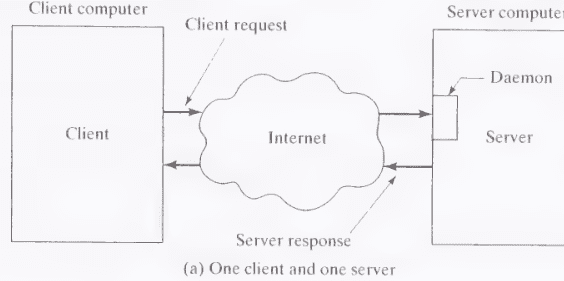 Client computer
Server computer
Client request
Daemon
Client
Internet
Server
Server response
(a) One client and one server